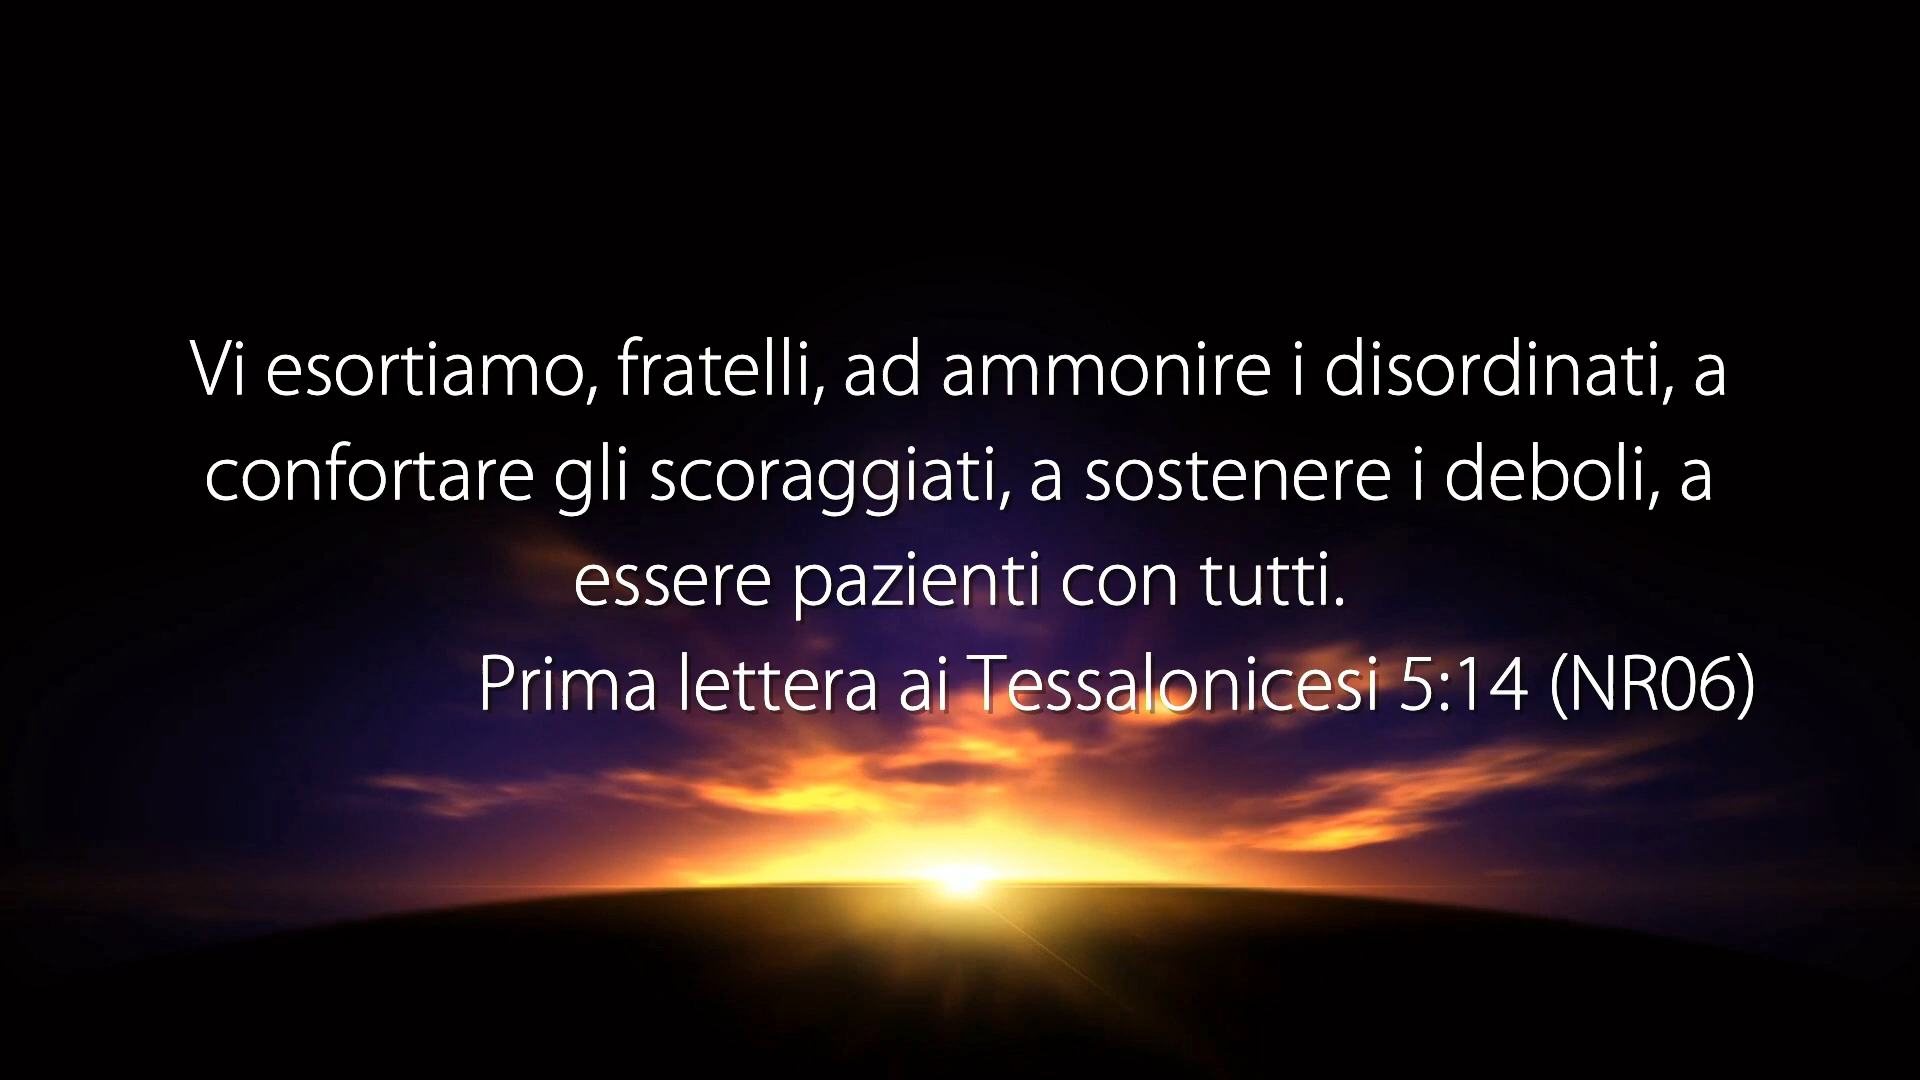 Vi esortiamo, fratelli, ad ammonire i disordinati, a
confortare gli scoraggiati, a sostenere i deboli, a
essere pazienti con tutti.
Prima lettera ai Tessalonicesi 5:14 (NR06)